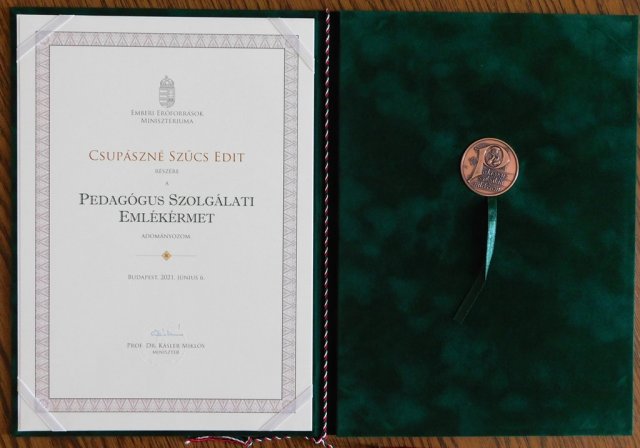 Emberi Erőforrások
Minisztériuma
Csupászné Szűcs Edit
részére
a
Pedagógus Szolgálati
Emlékérmet
adományozom
Budapest, 2021. június 6.
Prof. Dr. Kásler Miklós
miniszter